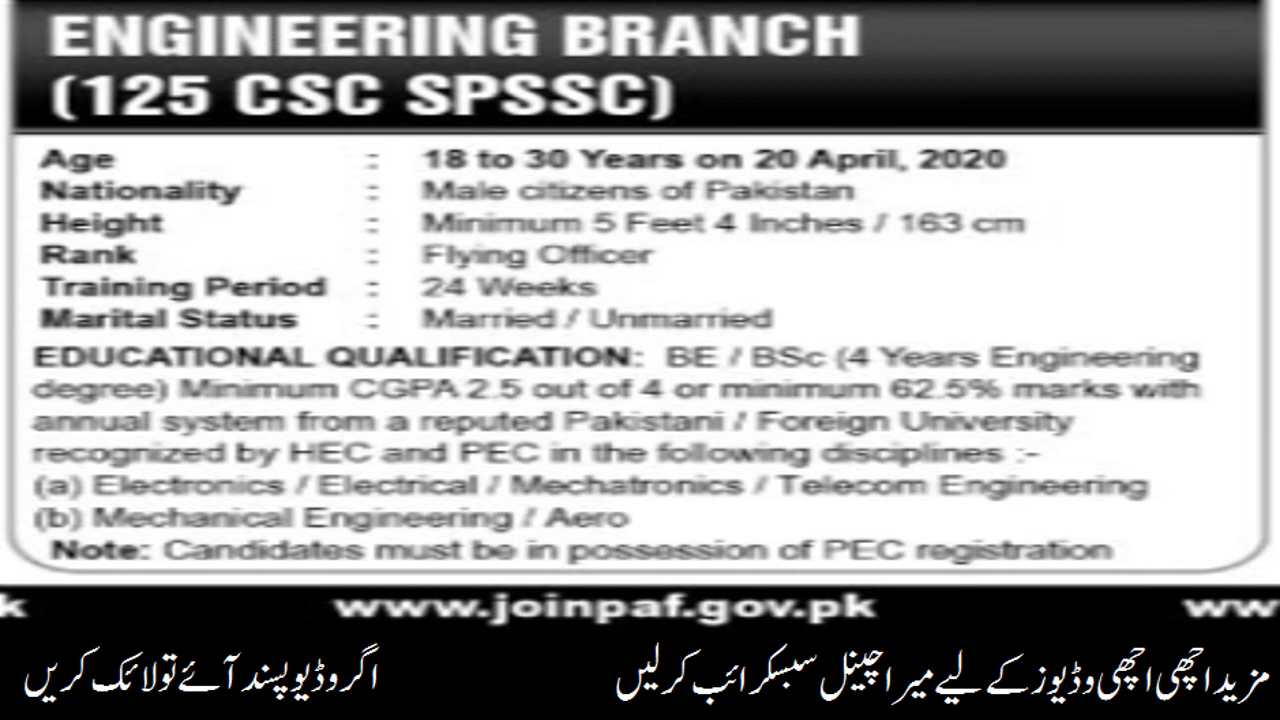 ENGINEERING BRANCH
(125 CSC SPSSC)
Age : 18 to 30 Years on 20 April, 2020
Nationality : Male citizens of Pakistan
Height : Minimum 5 Feet 4 Inches / 163 cm
Rank : Flying Officer
Training Period : 24 Weeks
Marital Status : Married / Unmarried
EDUCATIONAL QUALIFICATION: BE / BSc (4 Years Engineering
degree) Minimum CGPA 2.5 out of 4 or minimum 62.5% marks with
annual system from a reputed Pakistani / Foreign University
recognized by HEC and PEC in the following disciplines :-
(a) Electronics / Electrical / Mechatronics / Telecom Engineering
(b) Mechanical Engineering / Aero
Note: Candidates must be in possession of PEC registration
k www.joinpaf.gov.pk ww
مزید اچھی اچھی وڈیوز کے لیے میرا چینل سبسکرائب کر لیں اگر وڈیو پسند آئے تو لائک کریں